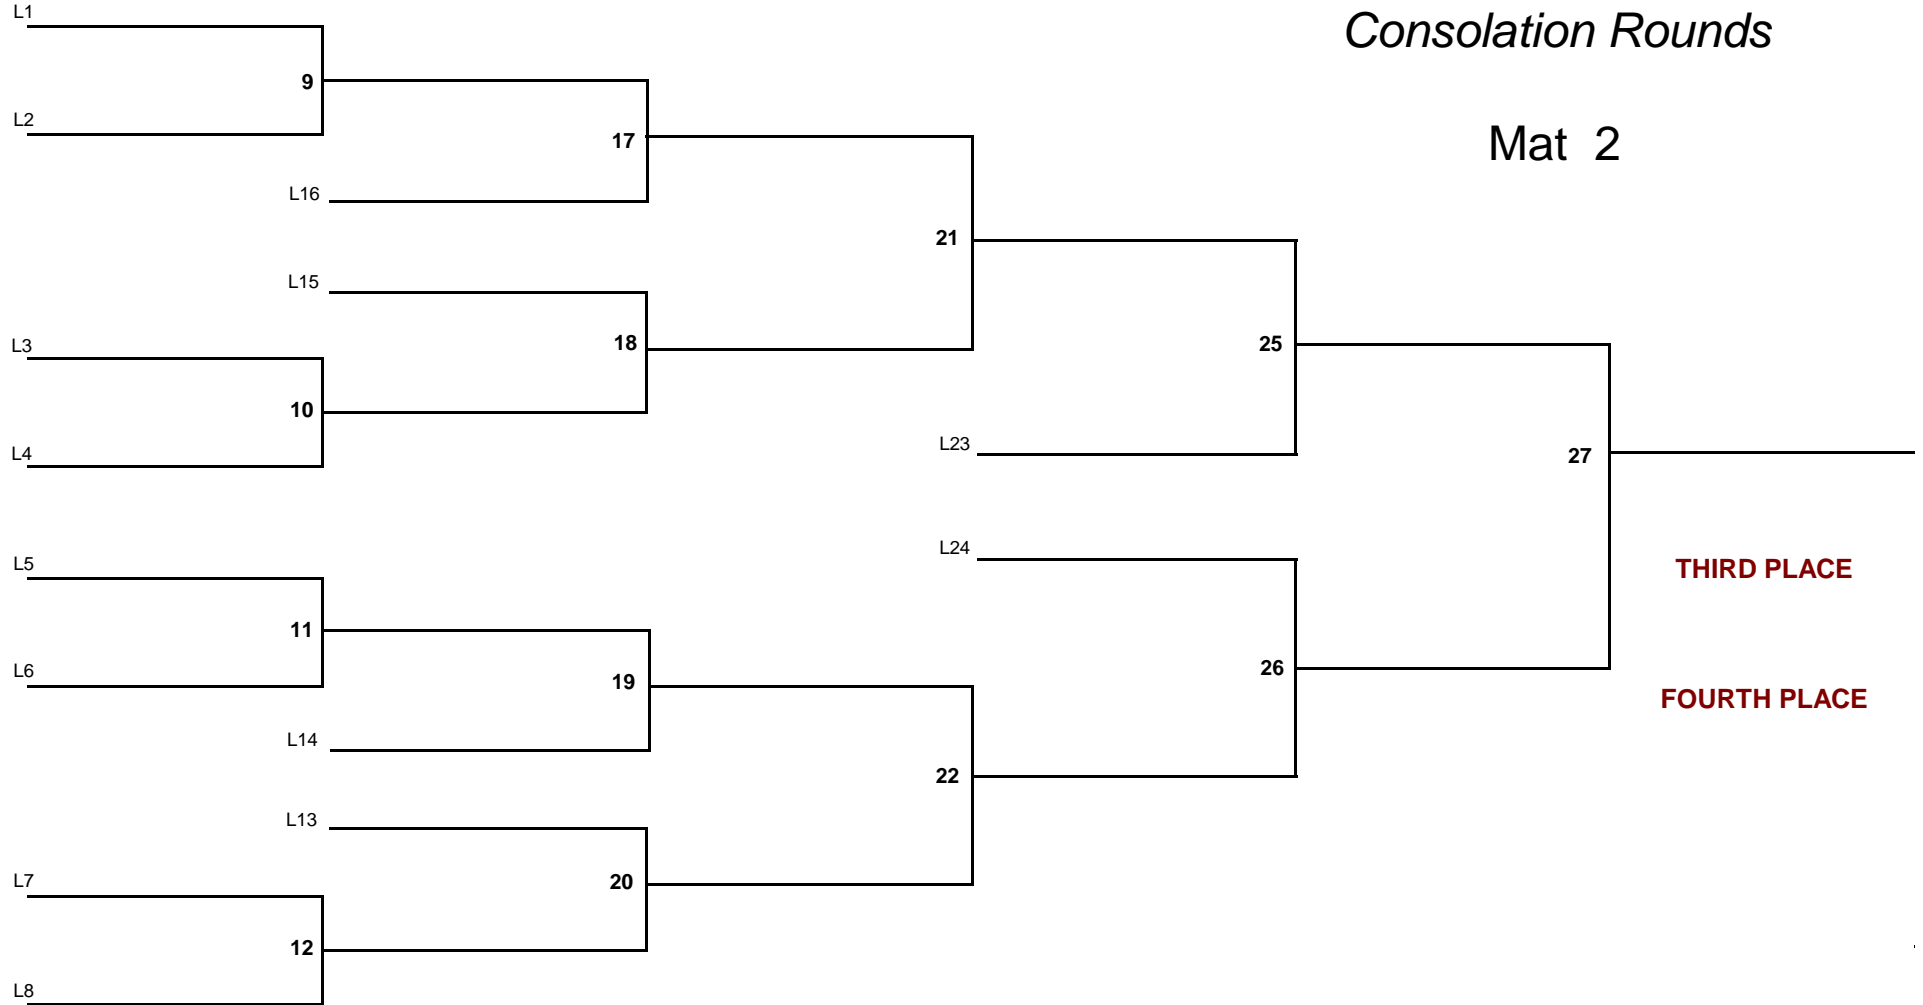 L1
Consolation Rounds
9
L2
17
Mat 2
L16
21
L15
18
L3
25
10
L23
L4
27
L24
L5
THIRD PLACE
11
26
L6
19
FOURTH PLACE
L14
22
L13
L7
20
12
L8